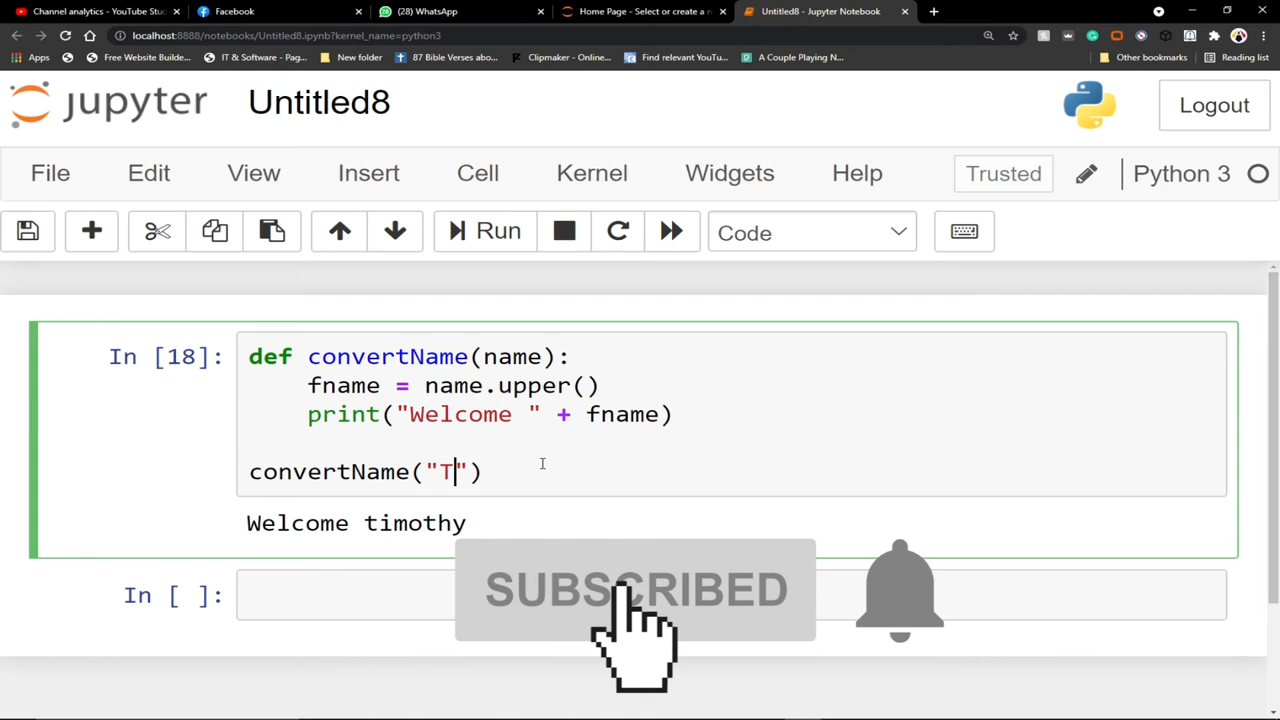 Channel analytics - YouTube Stu
Facebook
(28) WhatsApp
Home Page - Select or create a n
Untitled8 - Jupyter Notebook
localhost:8888/notebooks/Untitled8.ipynb?kernel_name=python3
Apps
Free Website Builde...
IT & Software - Pag...
New folder
87 Bible Verses abo...
Clipmaker - Online...
Find relevant YouTu...
A Couple Playing N...
Other bookmarks
Reading list
jupyter Untitled8
Logout
File Edit View Insert Cell Kernel Widgets Help
Trusted
Python 3
Run
Code
In [18]:
def convertName(name):
    fname = name.upper()
    print("Welcome " + fname)
convertName("T")
Welcome timothy
In [ ]:
SUBSCRIBED